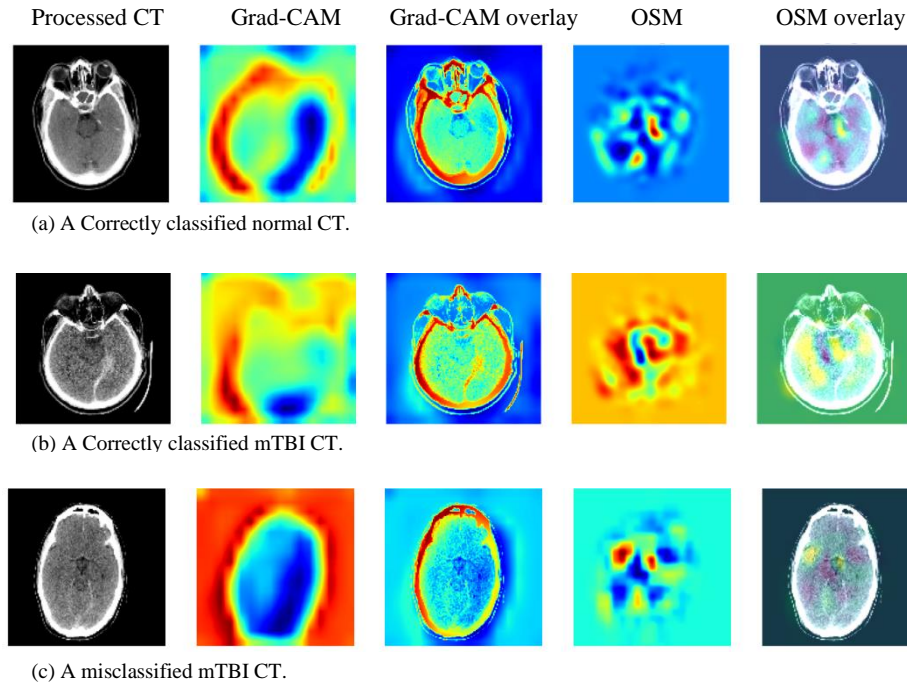 Processed CT Grad-CAM Grad-CAM overlay OSM OSM overlay
(a) A Correctly classified normal CT.
(b) A Correctly classified mTBI CT.
(c) A misclassified mTBI CT.